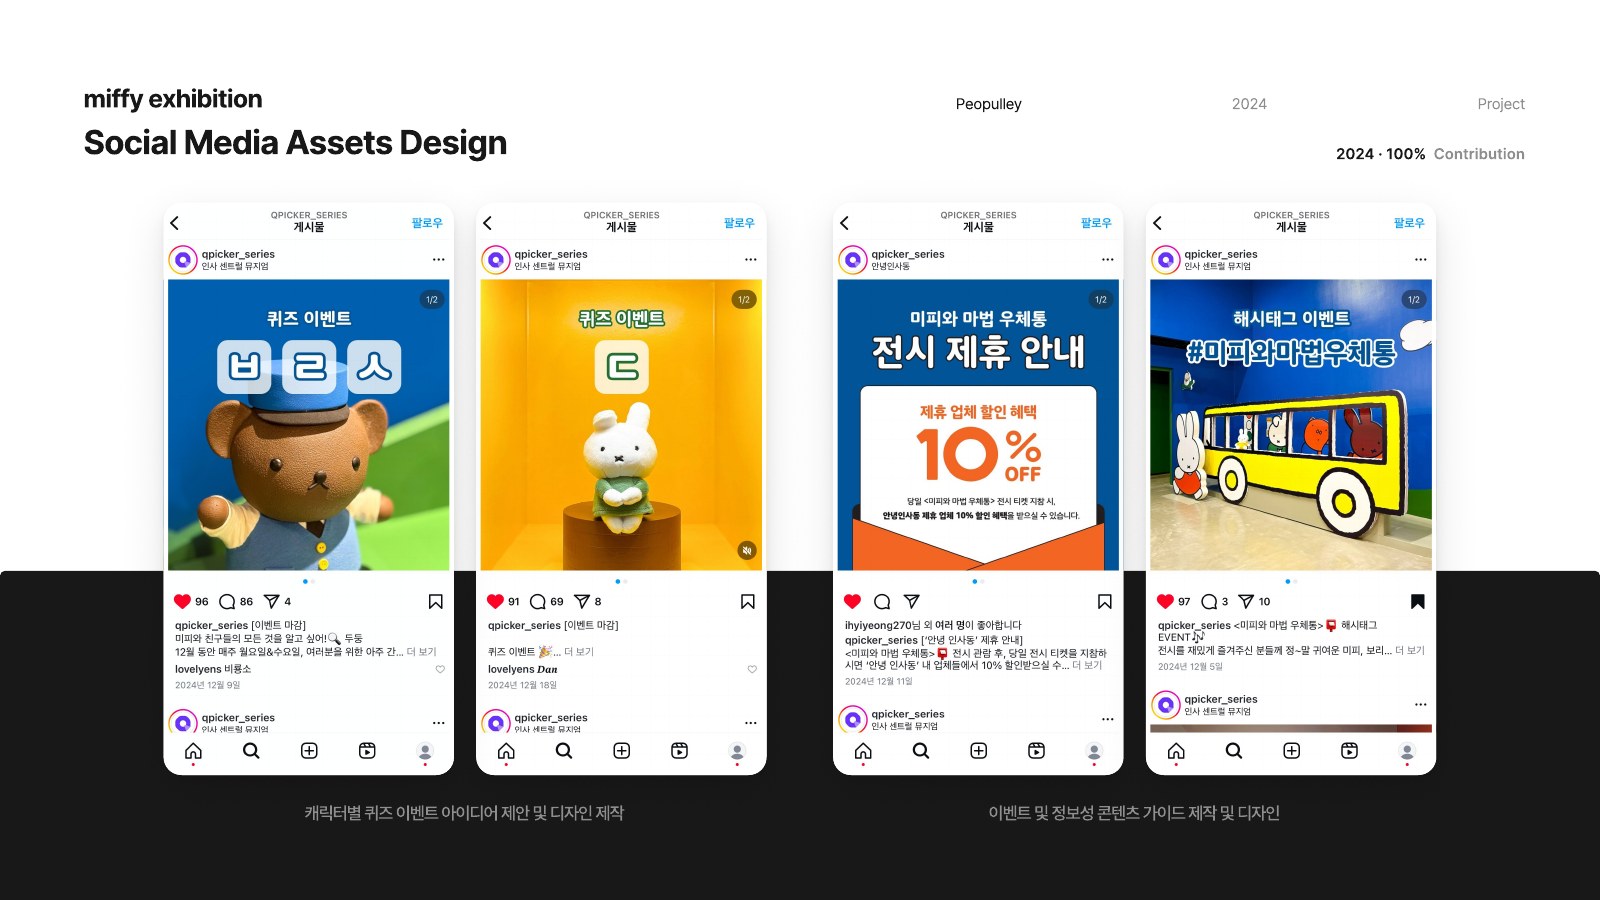 miffy exhibition
Social Media Assets Design
Peopulley
2024
Project
2024 · 100% Contribution
QPICKER_SERIES
게시물
팔로우
qpicker_series
인사 센트럴 뮤지엄
1/2
퀴즈 이벤트
ㅂ ㄹ ㅅ
96 86 4
qpicker_series [이벤트 마감]
미피와 친구들의 모든 것을 알고 싶어!🔍 두둥
12월 동안 매주 월요일&수요일, 여러분을 위한 아주 간... 더 보기
lovelyens 비룡소
2024년 12월 9일
qpicker_series
인사 센트럴 뮤지엄
QPICKER_SERIES
게시물
팔로우
qpicker_series
인사 센트럴 뮤지엄
1/2
퀴즈 이벤트
ㄷ
91 69 8
qpicker_series [이벤트 마감]
퀴즈 이벤트 🎉... 더 보기
lovelyens Dan
2024년 12월 18일
qpicker_series
인사 센트럴 뮤지엄
QPICKER_SERIES
게시물
팔로우
qpicker_series
안녕인사동
1/2
미피와 마법 우체통
전시 제휴 안내
제휴 업체 할인 혜택
10%
OFF
당일 <미피와 마법 우체통> 전시 티켓 지참 시,
안녕인사동 제휴 업체 10% 할인 혜택을 받으실 수 있습니다.
ihyiyeong270님 외 여러 명이 좋아합니다
qpicker_series ['안녕 인사동' 제휴 안내]
<미피와 마법 우체통>📮 전시 관람 후, 당일 전시 티켓을 지참하
시면 '안녕 인사동' 내 업체들에서 10% 할인받으실 수... 더 보기
2024년 12월 11일
qpicker_series
인사 센트럴 뮤지엄
QPICKER_SERIES
게시물
팔로우
qpicker_series
인사 센트럴 뮤지엄
1/2
해시태그 이벤트
#미피와마법우체통
97 3 10
qpicker_series <미피와 마법 우체통>📮 해시태그
EVENT🎶
전시를 재밌게 즐겨주신 분들께 정~말 귀여운 미피, 보리... 더 보기
2024년 12월 5일
qpicker_series
인사 센트럴 뮤지엄
캐릭터별 퀴즈 이벤트 아이디어 제안 및 디자인 제작
이벤트 및 정보성 콘텐츠 가이드 제작 및 디자인